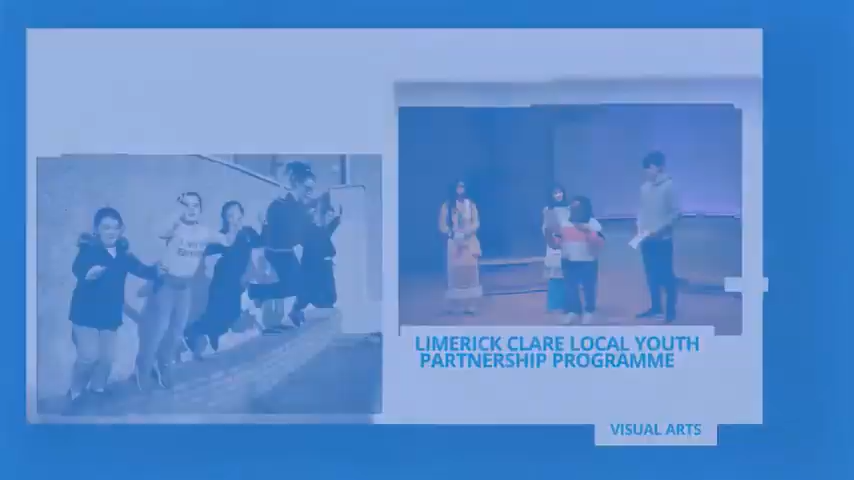 LIMERICK CLARE LOCAL YOUTH
PARTNERSHIP PROGRAMME
VISUAL ARTS